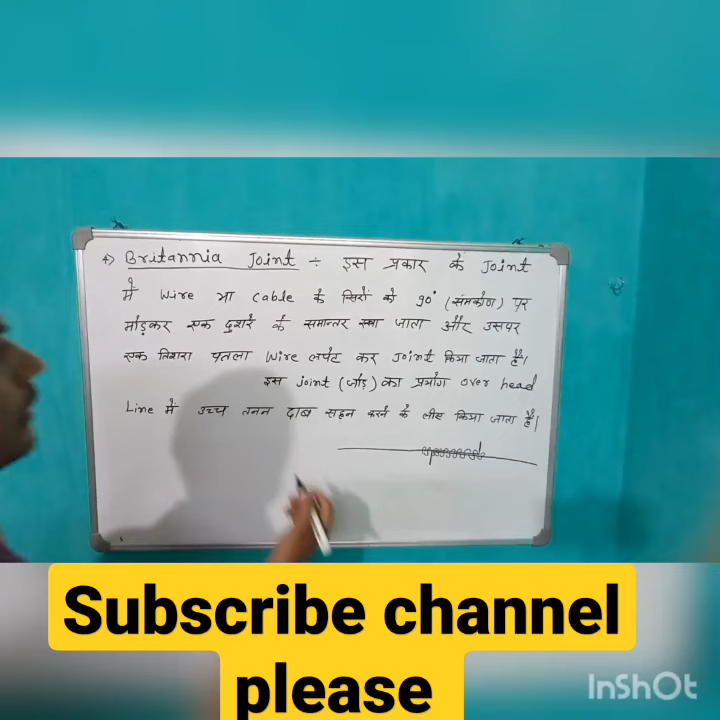 4) Britannia Joint ÷ इस प्रकार के Joint
में Wire या Cable के सिरों को 90° (समकोण) पर
मोड़कर एक दुशरे के समान्तर रखा जाता और उसपर
एक तिशरा पतला Wire लपेट कर Joint किया जाता है।
इस Joint (जोड़) का प्रयोग over head
Line में उच्च तनन दाब सहन करने के लीए किया जाता है।
Subscribe channel
please
InShOt